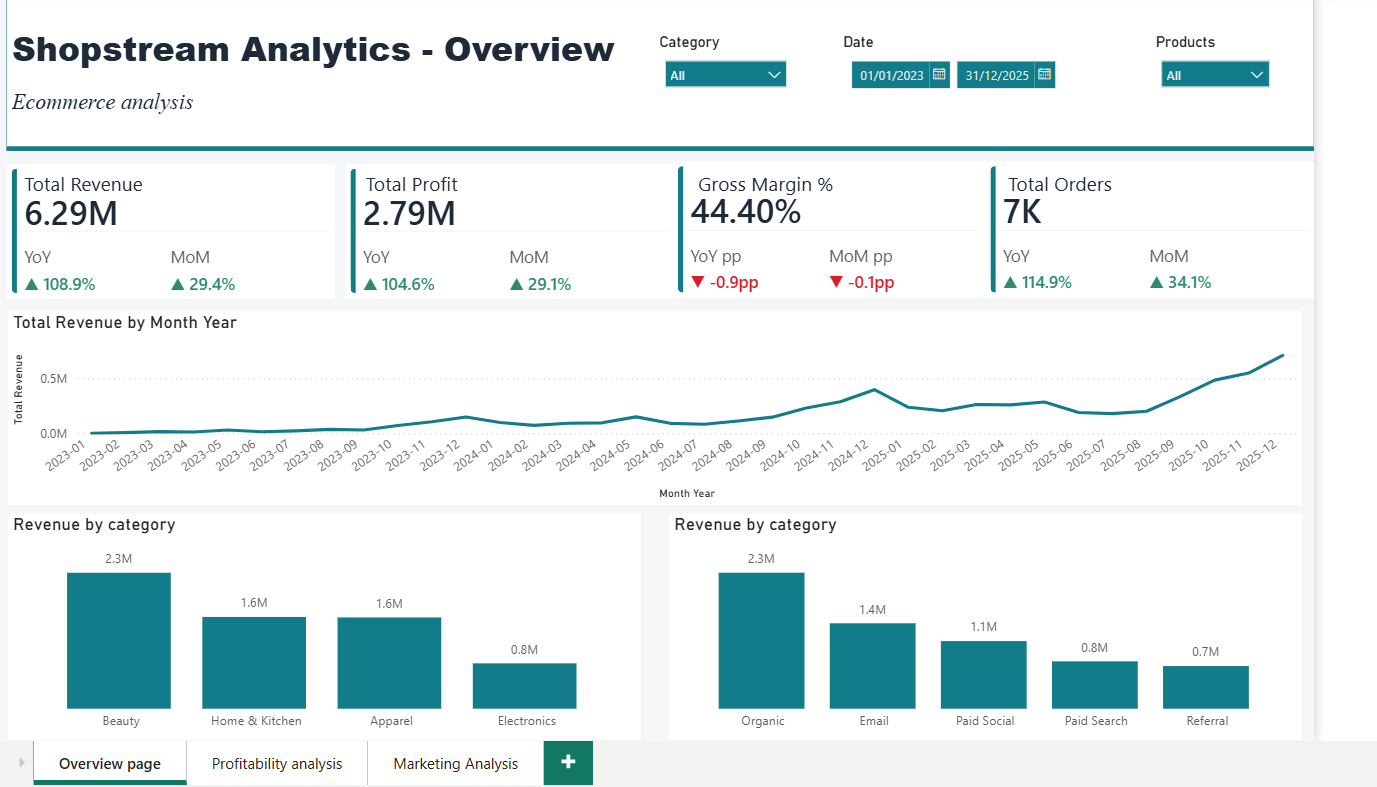 Shopstream Analytics - Overview
Ecommerce analysis
Category
All
Date
01/01/2023
31/12/2025
Products
All
Total Revenue
6.29M
YoY
▲ 108.9%
MoM
▲ 29.4%
Total Profit
2.79M
YoY
▲ 104.6%
MoM
▲ 29.1%
Gross Margin %
44.40%
YoY pp
▼ -0.9pp
MoM pp
▼ -0.1pp
Total Orders
7K
YoY
▲ 114.9%
MoM
▲ 34.1%
Total Revenue by Month Year
Total Revenue
0.5M
0.0M
2023-01
2023-02
2023-03
2023-04
2023-05
2023-06
2023-07
2023-08
2023-09
2023-10
2023-11
2023-12
2024-01
2024-02
2024-03
2024-04
2024-05
2024-06
2024-07
2024-08
2024-09
2024-10
2024-11
2024-12
2025-01
2025-02
2025-03
2025-04
2025-05
2025-06
2025-07
2025-08
2025-09
2025-10
2025-11
2025-12
Month Year
Revenue by category
2.3M
1.6M
1.6M
0.8M
Beauty
Home & Kitchen
Apparel
Electronics
Revenue by category
2.3M
1.4M
1.1M
0.8M
0.7M
Organic
Email
Paid Social
Paid Search
Referral
Overview page
Profitability analysis
Marketing Analysis
+